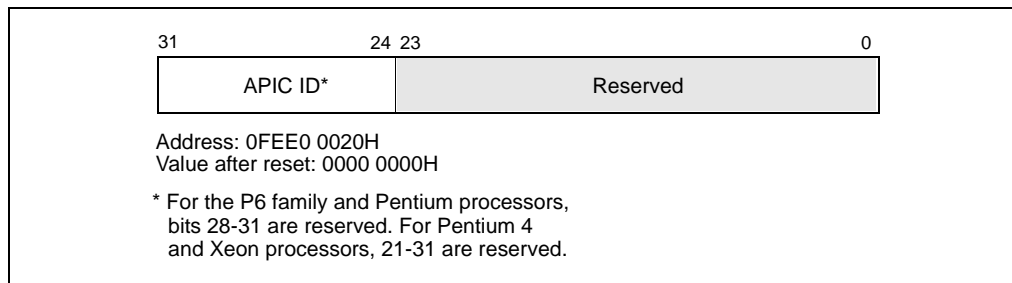 31 24 23 0
APIC ID* Reserved
Address: 0FEE0 0020H
Value after reset: 0000 0000H
* For the P6 family and Pentium processors,
bits 28-31 are reserved. For Pentium 4
and Xeon processors, 21-31 are reserved.